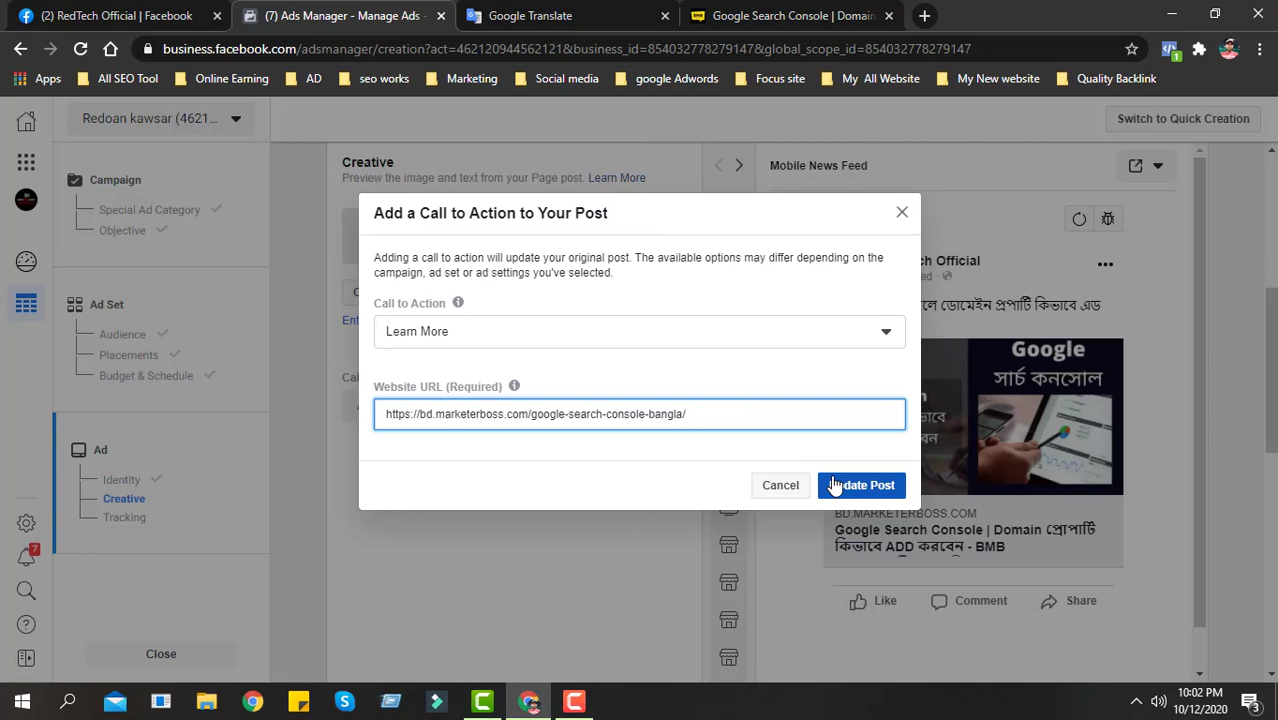 (2) RedTech Official | Facebook
(7) Ads Manager - Manage Ads -
Google Translate
Google Search Console | Domain
business.facebook.com/adsmanager/creation?act=462120944562121&business_id=854032778279147&global_scope_id=854032778279147
Apps
All SEO Tool
Online Earning
AD
seo works
Marketing
Social media
google Adwords
Focus site
My All Website
My New website
Quality Backlink
Redoan kawsar (4621...
Switch to Quick Creation
Campaign
Special Ad Category
Objective
Ad Set
Audience
Placements
Budget & Schedule
Ad
Identity
Creative
Tracking
Close
7
Creative
Preview the image and text from your Page post. Learn More
Mobile News Feed
Add a Call to Action to Your Post
Adding a call to action will update your original post. The available options may differ depending on the
campaign, ad set or ad settings you've selected.
Call to Action
Learn More
Website URL (Required)
https://bd.marketerboss.com/google-search-console-bangla/
Cancel
Update Post
Official
ডোমেইন প্রপার্টি কিভাবে এড
Google
সার্চ কনসোল
BD.MARKETERBOSS.COM
Google Search Console | Domain প্রোপার্টি
কিভাবে ADD করবেন - BMB
Like
Comment
Share
10:02 PM
10/12/2020
3